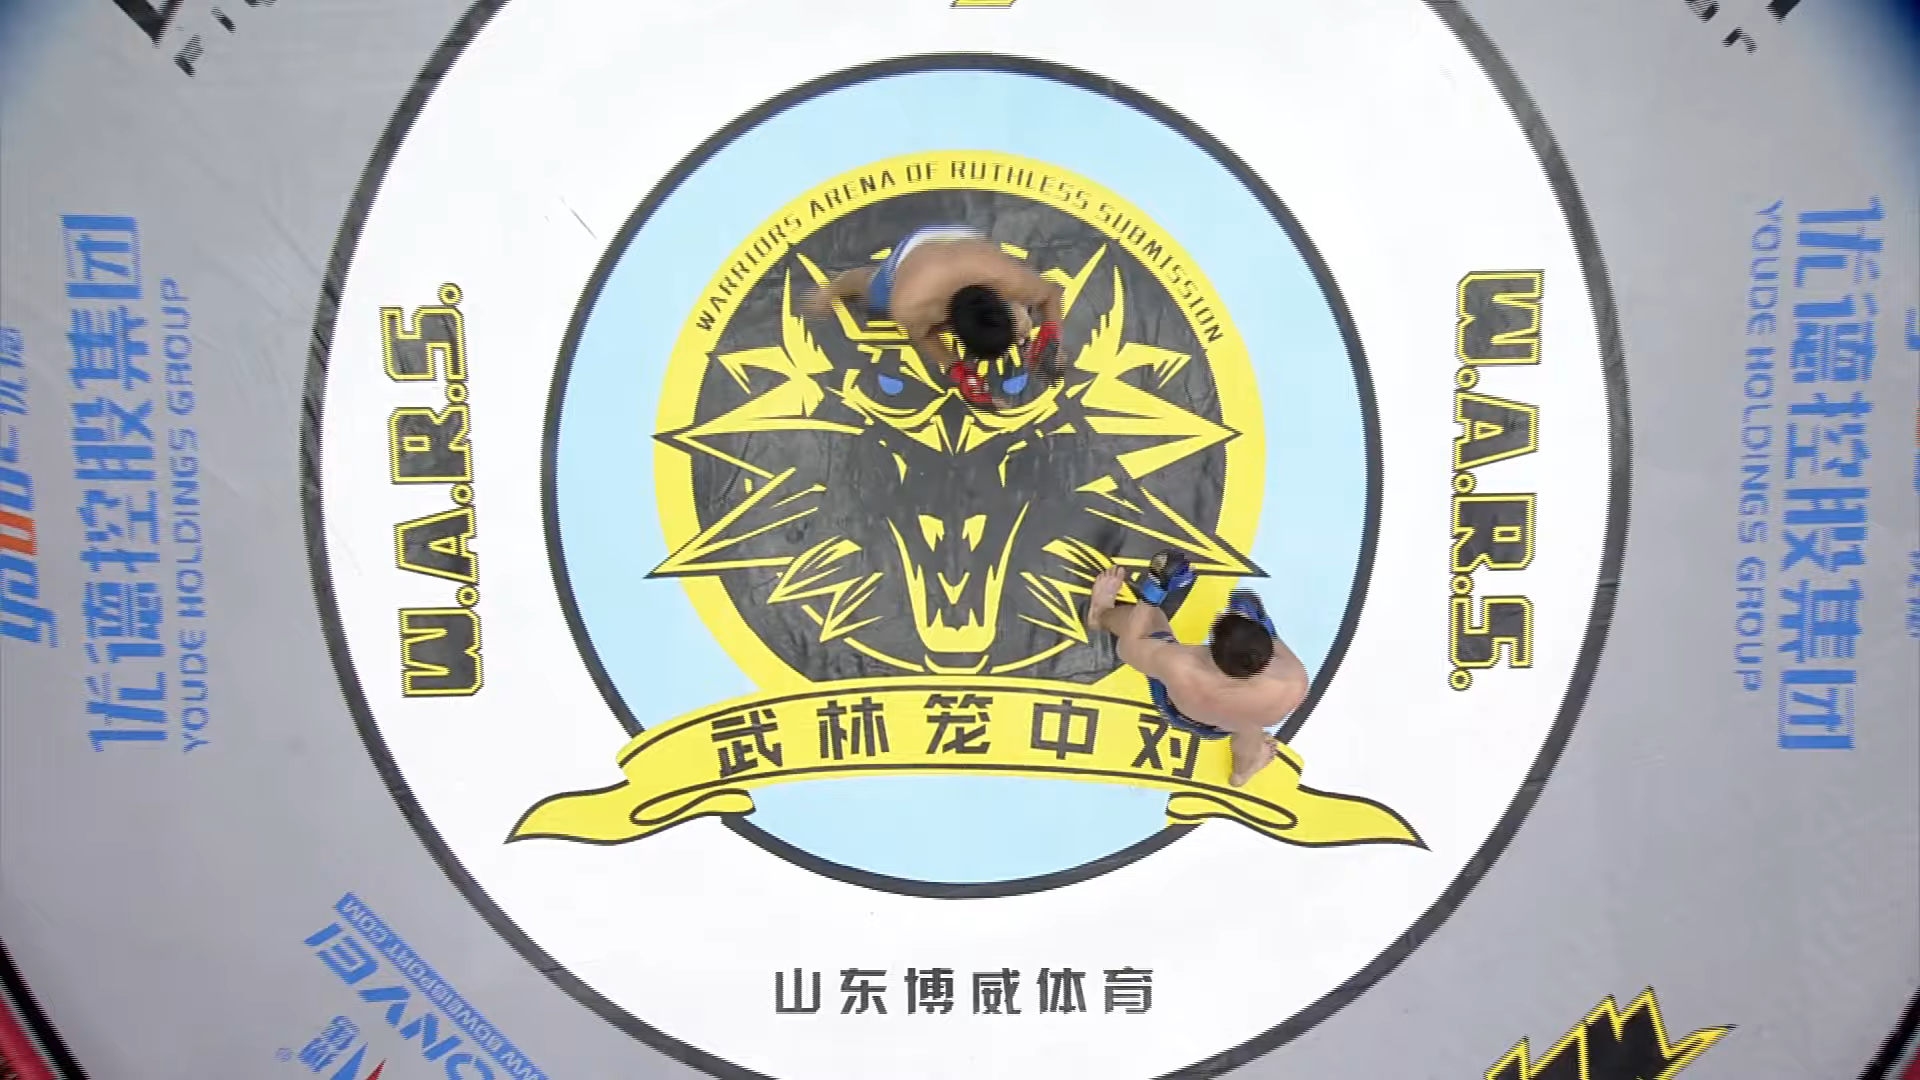 WARRIORS ARENA OF RUTHLESS SUBMISSION
W.A.R.S.
W.A.R.S.
武林笼中对
山东博威体育
优德控股集团
YOUDE HOLDINGS GROUP
优德控股集团
YOUDE HOLDINGS GROUP